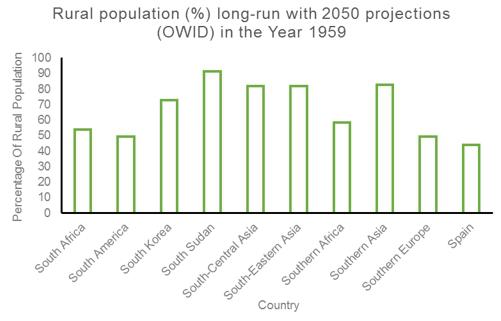 Rural population (%) long-run with 2050 projections
(OWID) in the Year 1959
Percentage Of Rural Population
100
90
80
70
60
50
40
30
20
10
0
South Africa
South America
South Korea
South Sudan
South-Central Asia
South-Eastern Asia
Southern Africa
Southern Asia
Southern Europe
Spain
Country